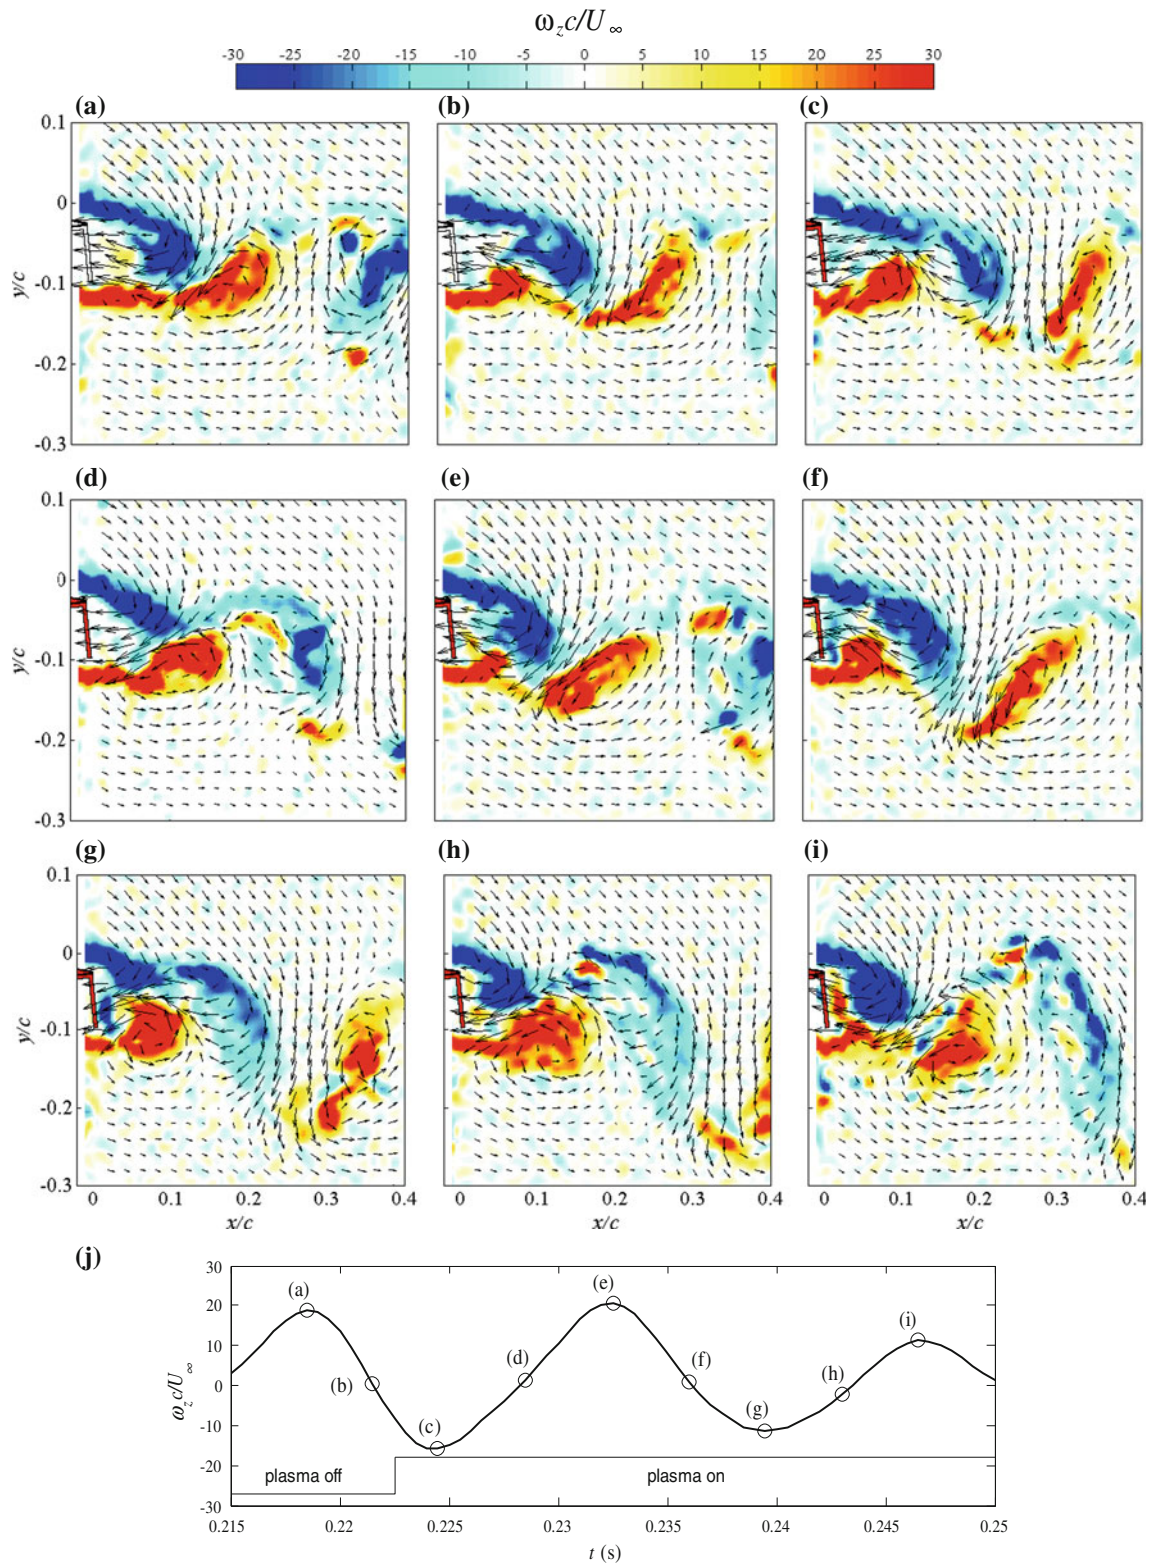 ω_z c/U_∞
-30 -25 -20 -15 -10 -5 0 5 10 15 20 25 30
(a) (b) (c)
0.1
0
-0.1
-0.2
-0.3
y/c
(d) (e) (f)
0.1
0
-0.1
-0.2
-0.3
y/c
(g) (h) (i)
0.1
0
-0.1
-0.2
-0.3
y/c
0 0.1 0.2 0.3 0.4 0 0.1 0.2 0.3 0.4 0 0.1 0.2 0.3 0.4
x/c x/c x/c
(j)
30
20
10
0
-10
-20
-30
ω_z c/U_∞
(a) (b) (c) (d) (e) (f) (g) (h) (i)
plasma off plasma on
0.215 0.22 0.225 0.23 0.235 0.24 0.245 0.25
t (s)